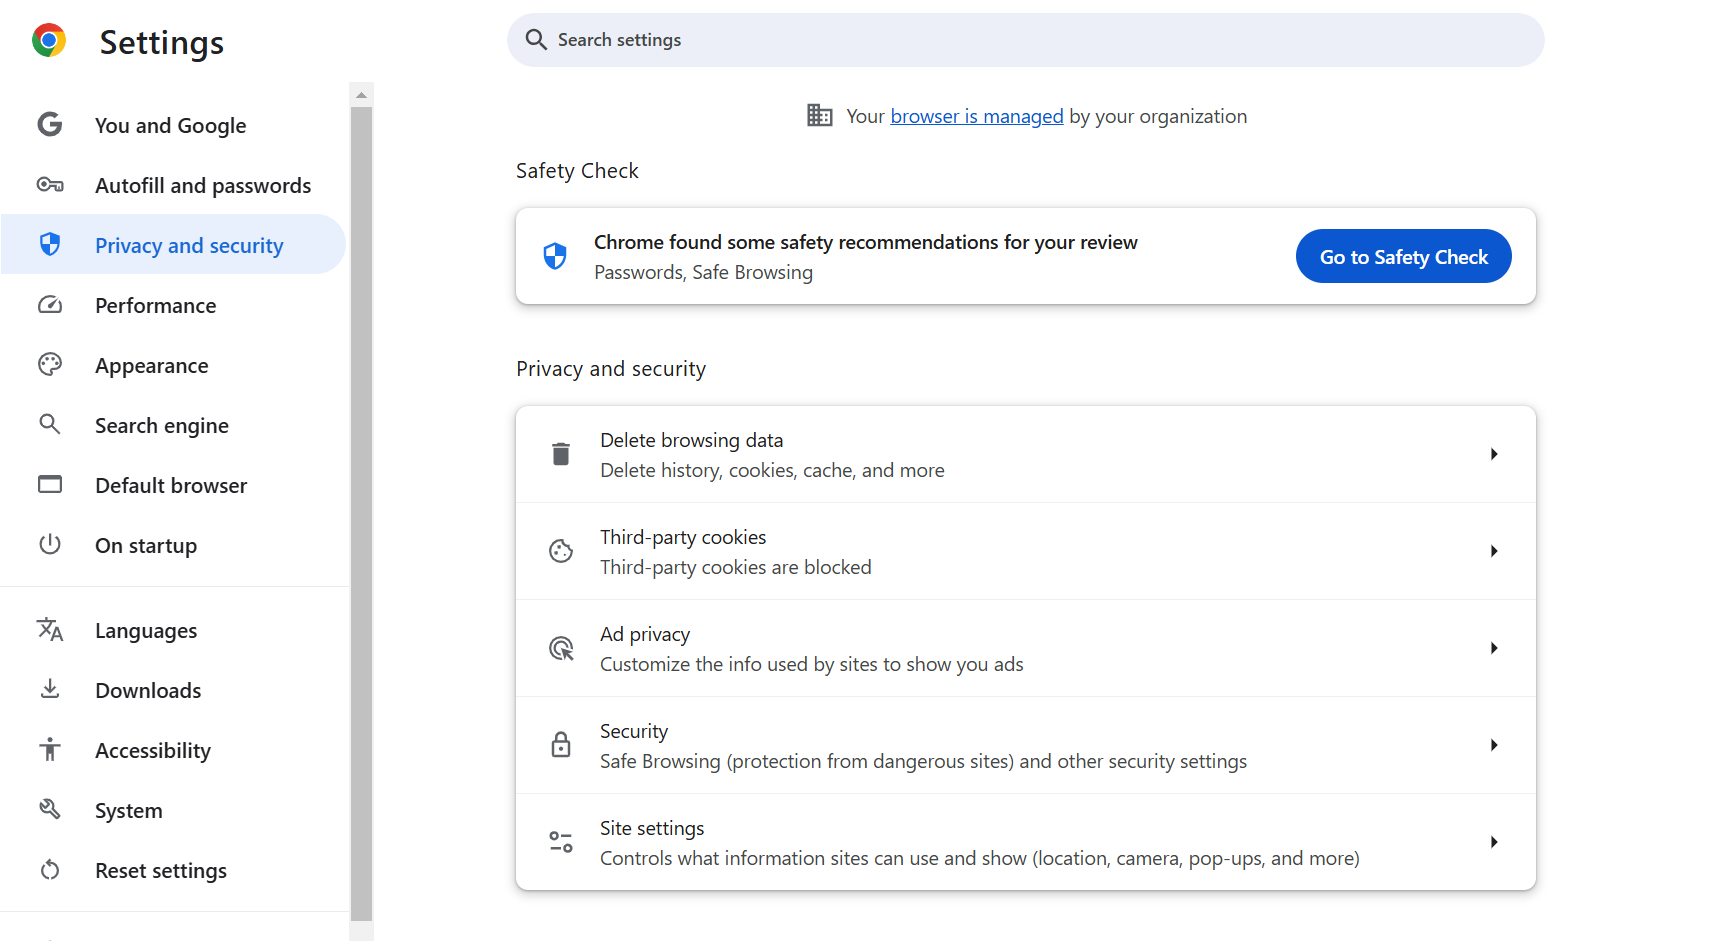 Settings
Search settings
You and Google
Autofill and passwords
Privacy and security
Performance
Appearance
Search engine
Default browser
On startup
Languages
Downloads
Accessibility
System
Reset settings
Your browser is managed by your organization
Safety Check
Chrome found some safety recommendations for your review
Passwords, Safe Browsing
Go to Safety Check
Privacy and security
Delete browsing data
Delete history, cookies, cache, and more
Third-party cookies
Third-party cookies are blocked
Ad privacy
Customize the info used by sites to show you ads
Security
Safe Browsing (protection from dangerous sites) and other security settings
Site settings
Controls what information sites can use and show (location, camera, pop-ups, and more)